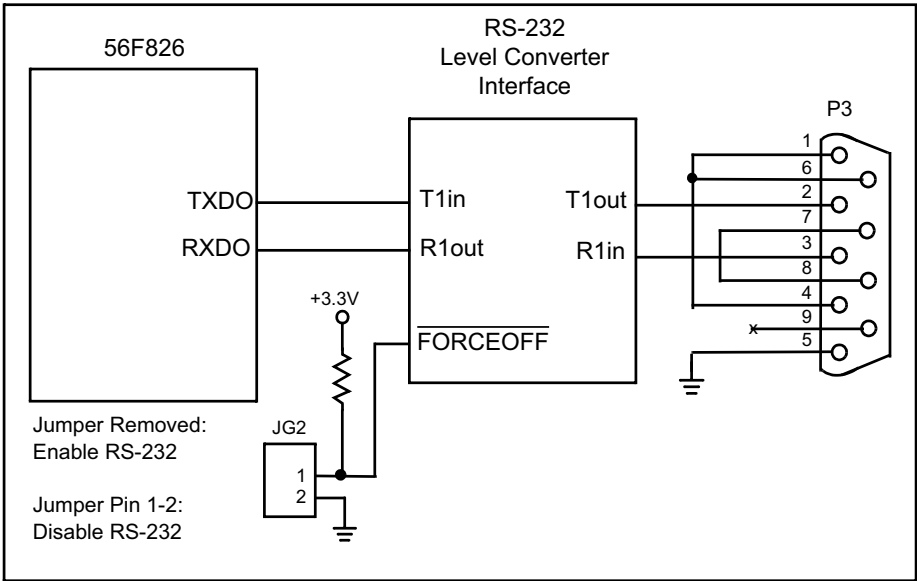 56F826
RS-232
Level Converter
Interface
P3
TXDO
RXDO
T1in
R1out
FORCEOFF
T1out
R1in
1
6
2
7
3
8
4
9
x
5
+3.3V
JG2
1
2
Jumper Removed:
Enable RS-232
Jumper Pin 1-2:
Disable RS-232